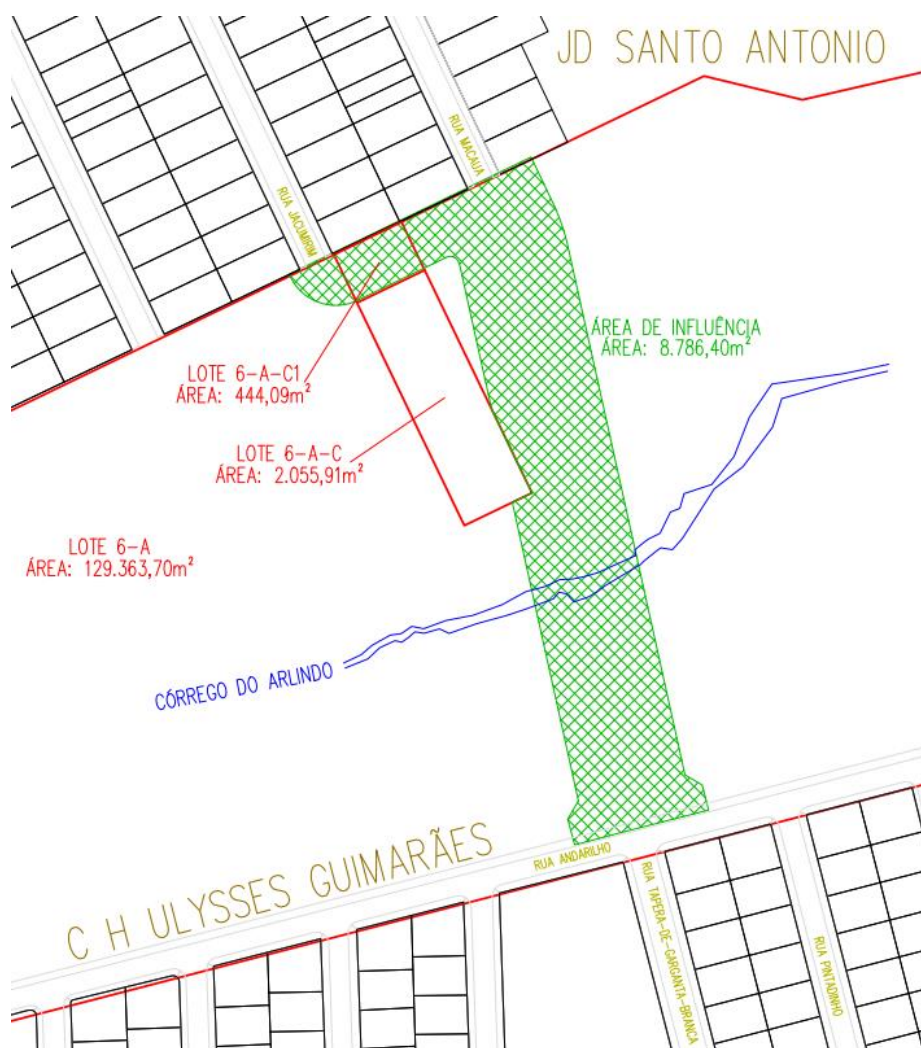 JD SANTO ANTONIO
RUA MACAUA
RUA JACUMIRIM
ÁREA DE INFLUÊNCIA
ÁREA: 8.786,40m²
LOTE 6-A-C1
ÁREA: 444,09m²
LOTE 6-A-C
ÁREA: 2.055,91m²
LOTE 6-A
ÁREA: 129.363,70m²
CÓRREGO DO ARLINDO
C H ULYSSES GUIMARÃES
RUA ANDARILHO
RUA TAPERA-DE-GARGANTA-BRANCA
RUA PINTADINHO